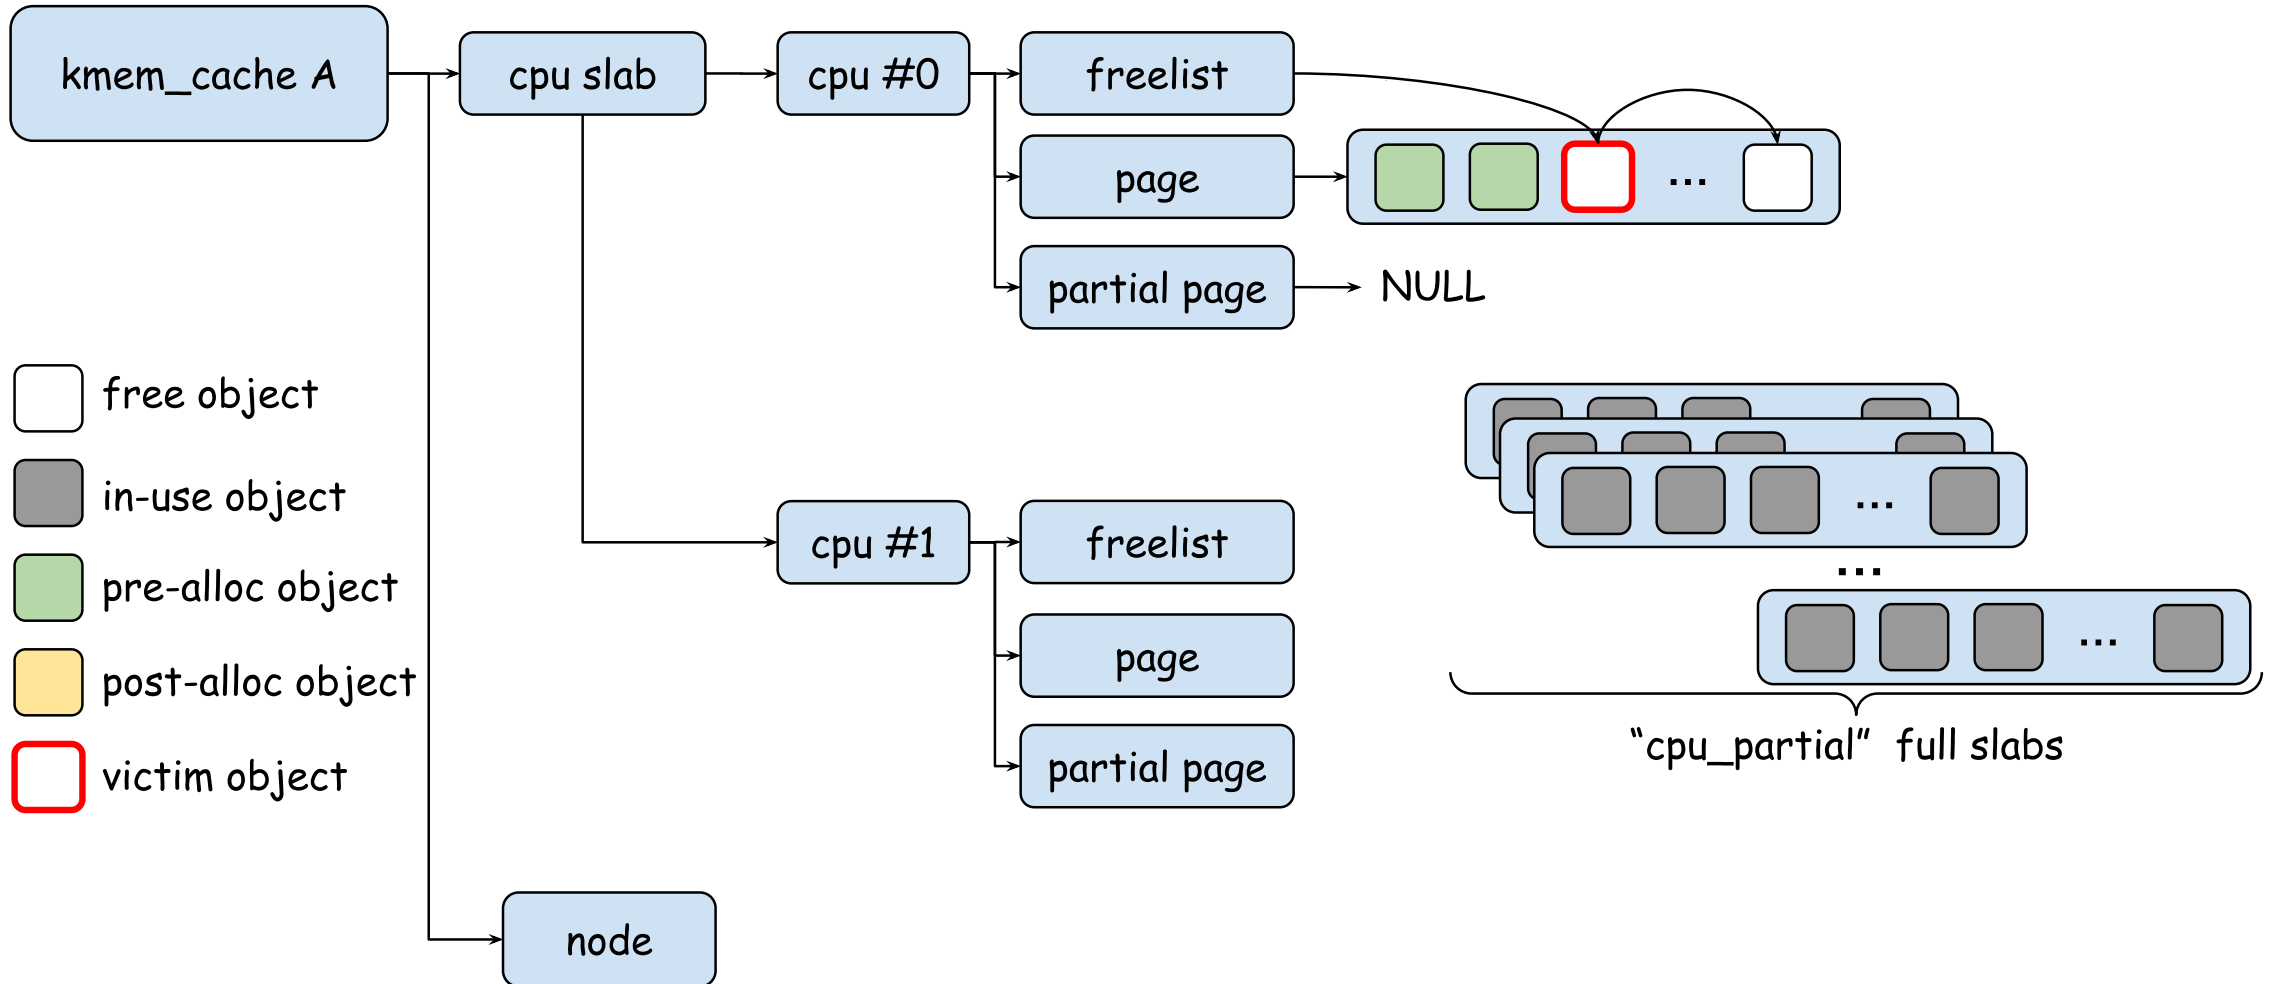 kmem_cache A
cpu slab
cpu #0
freelist
page
...
partial page
NULL
free object
in-use object
pre-alloc object
post-alloc object
victim object
...
cpu #1
freelist
...
page
...
partial page
“cpu_partial” full slabs
node